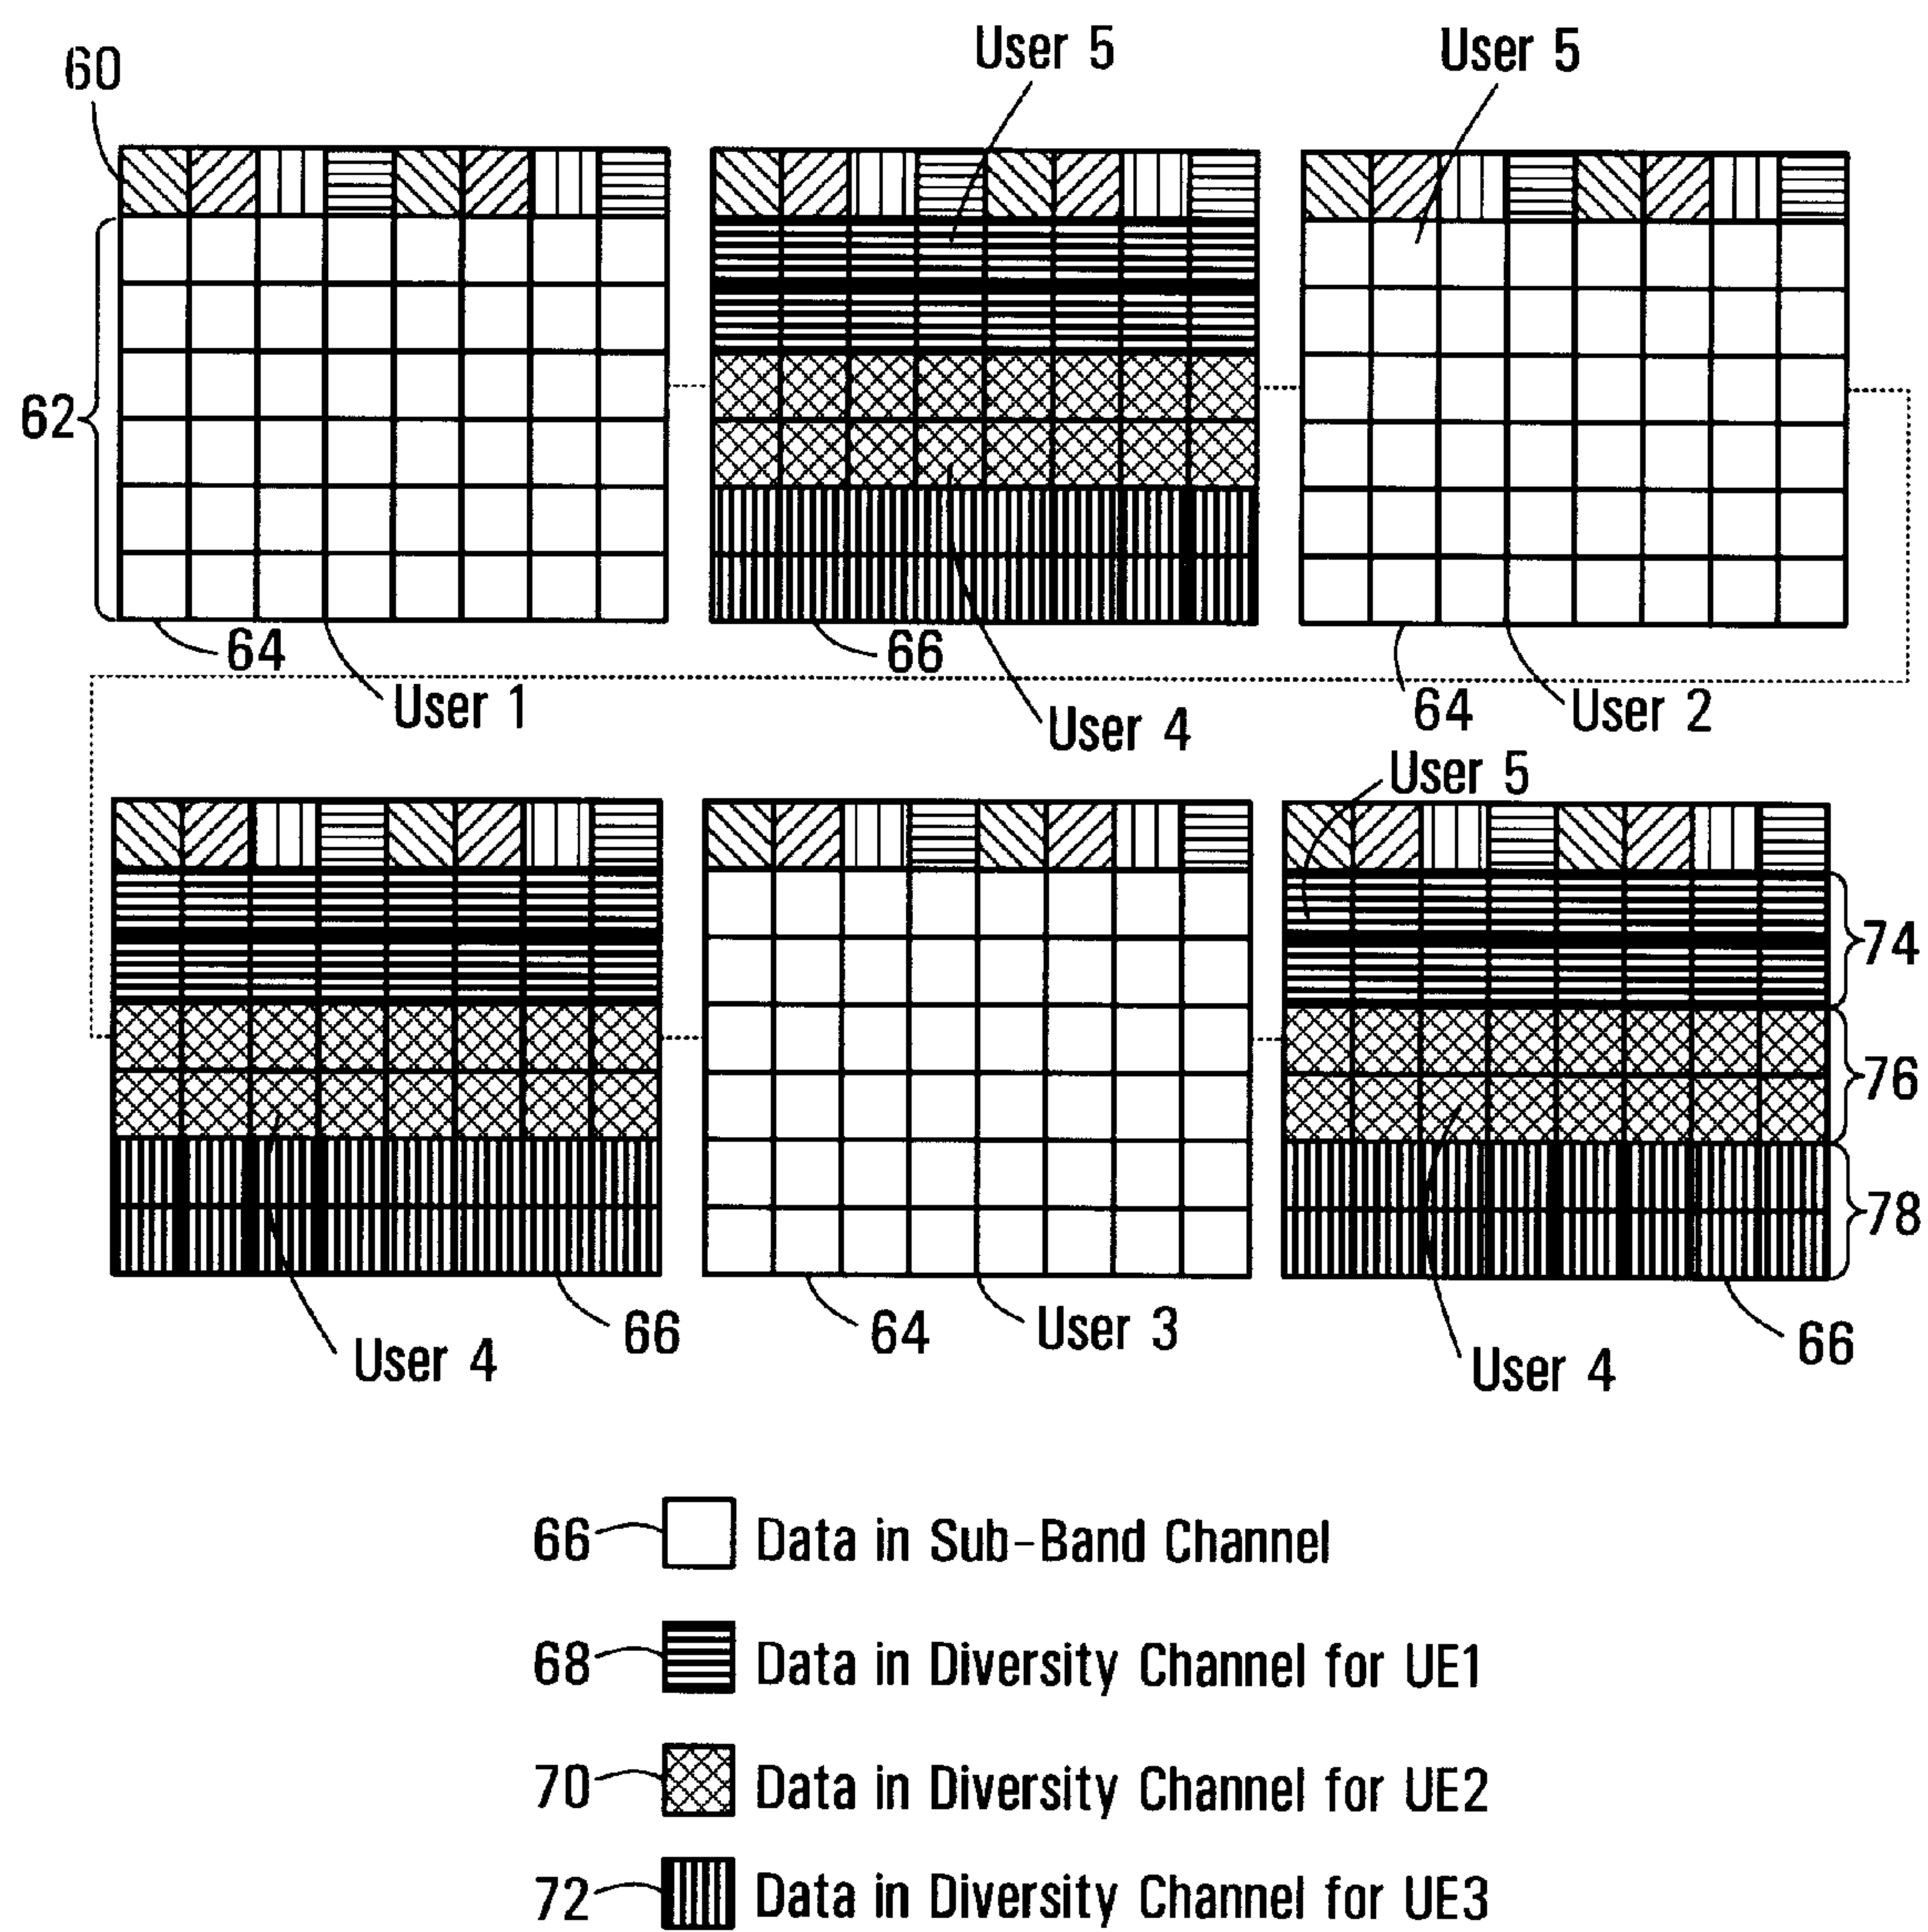 User 5
User 5
60
62
64
66
User 1
User 4
64
User 2
User 5
74
76
78
User 4
66
64
User 3
User 4
66
66 Data in Sub-Band Channel
68 Data in Diversity Channel for UE1
70 Data in Diversity Channel for UE2
72 Data in Diversity Channel for UE3